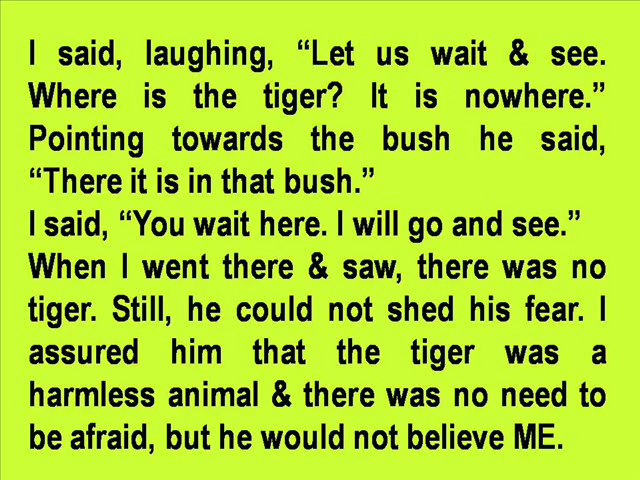 I said, laughing, “Let us wait & see.
Where is the tiger? It is nowhere.”
Pointing towards the bush he said,
“There it is in that bush.”
I said, “You wait here. I will go and see.”
When I went there & saw, there was no
tiger. Still, he could not shed his fear. I
assured him that the tiger was a
harmless animal & there was no need to
be afraid, but he would not believe ME.